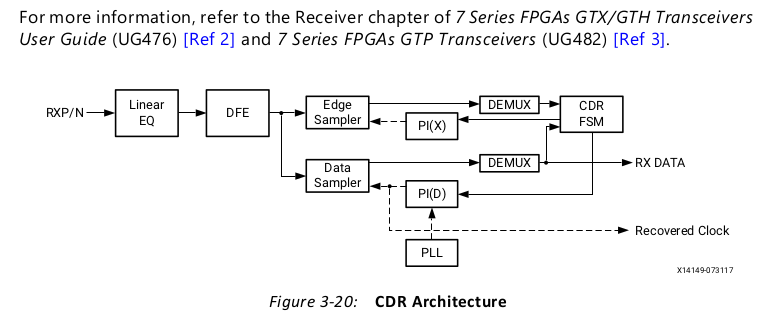 For more information, refer to the Receiver chapter of 7 Series FPGAs GTX/GTH Transceivers
User Guide (UG476) [Ref 2] and 7 Series FPGAs GTP Transceivers (UG482) [Ref 3].
RXP/N
Linear
EQ
DFE
Edge
Sampler
PI(X)
DEMUX
CDR
FSM
Data
Sampler
DEMUX
RX DATA
PI(D)
Recovered Clock
PLL
X14149-073117
Figure 3-20: CDR Architecture